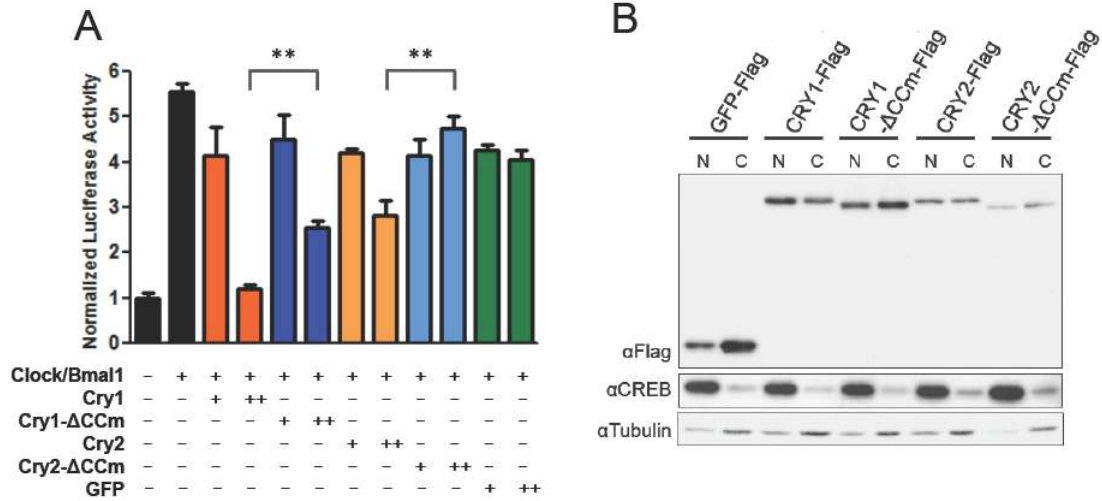 A
** **
Normalized Luciferase Activity
6
5
4
3
2
1
0
Clock/Bmal1 – + + + + + + + + + + +
Cry1 – – + ++ – – – – – – – –
Cry1-ΔCCm – – – – + ++ – – – – – –
Cry2 – – – – – – + ++ – – – –
Cry2-ΔCCm – – – – – – – – + ++ – –
GFP – – – – – – – – – – + ++
B
GFP-Flag
CRY1-Flag
CRY1
-ΔCCm-Flag
CRY2-Flag
CRY2
-ΔCCm-Flag
N C N C N C N C N C
αFlag
αCREB
αTubulin